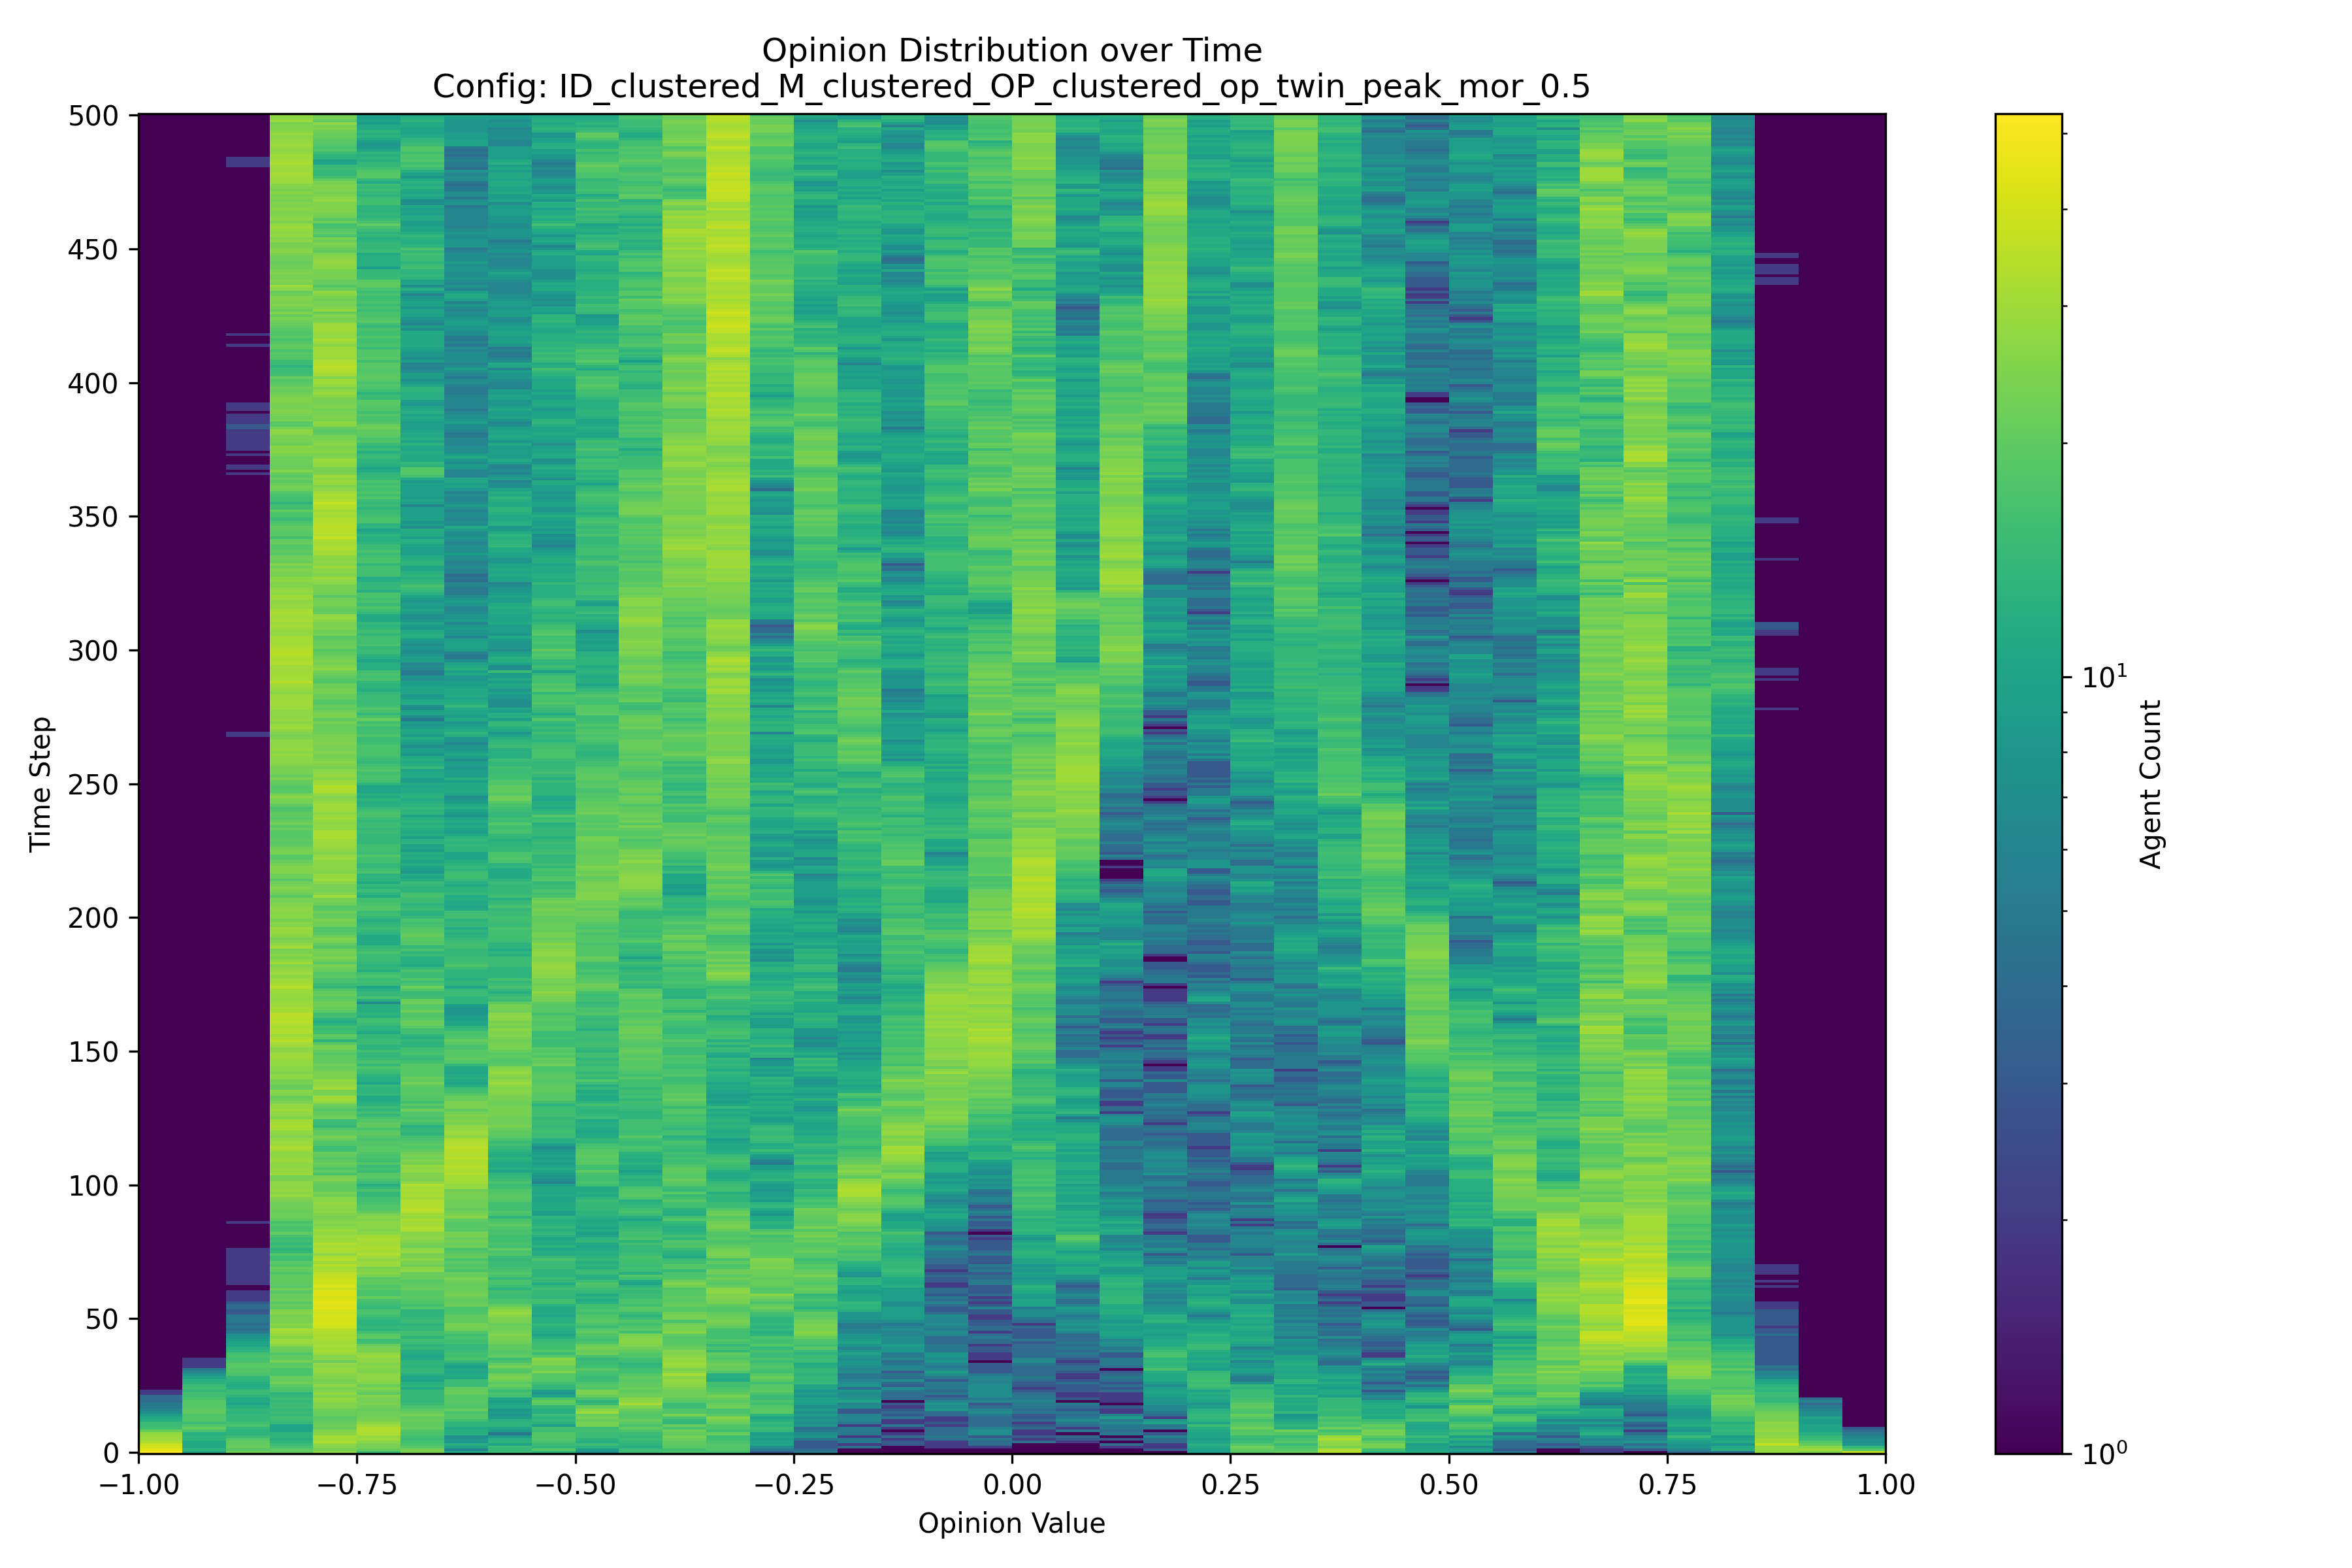 Opinion Distribution over Time
Config: ID_clustered_M_clustered_OP_clustered_op_twin_peak_mor_0.5
500
450
400
350
300
250
200
150
100
50
0
Time Step
−1.00 −0.75 −0.50 −0.25 0.00 0.25 0.50 0.75 1.00
Opinion Value
10¹
10⁰
Agent Count